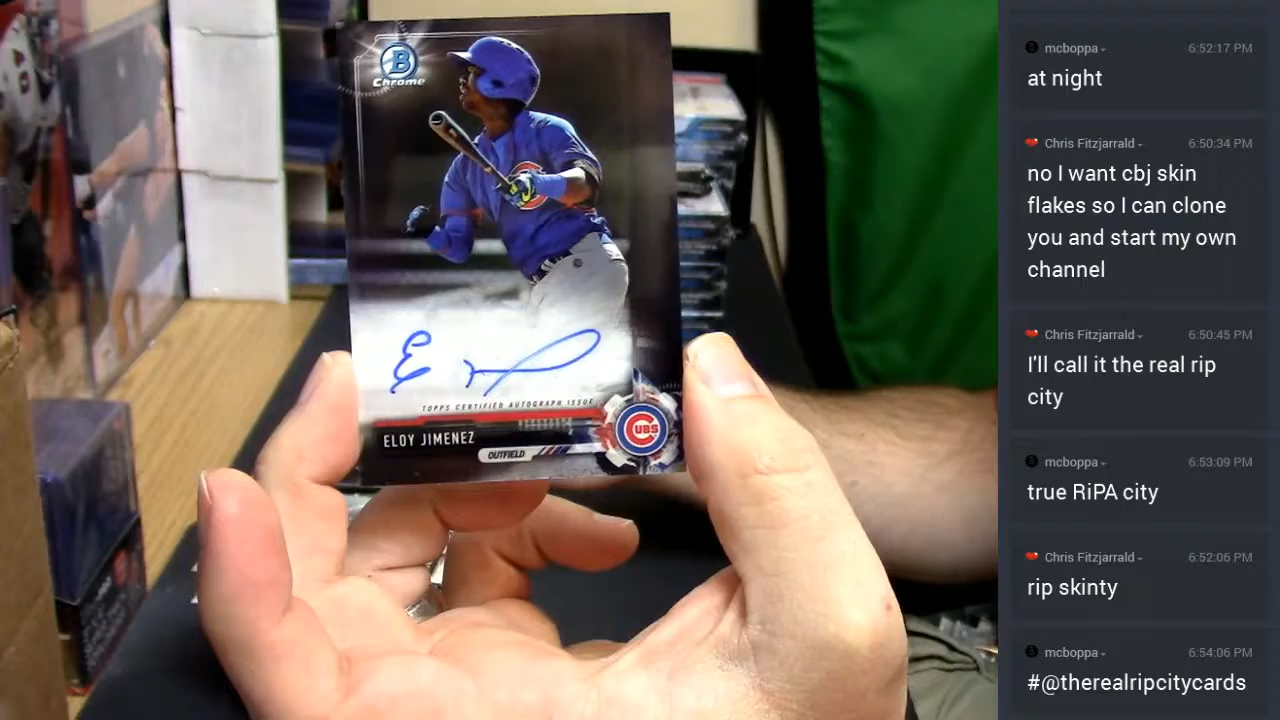 B
Chrome
TOPPS CERTIFIED AUTOGRAPH ISSUE
ELOY JIMENEZ
OUTFIELD
CUBS
mcboppa
6:52:17 PM
at night
Chris Fitzjarrald
6:50:34 PM
no I want cbj skin
flakes so I can clone
you and start my own
channel
Chris Fitzjarrald
6:50:45 PM
I'll call it the real rip
city
mcboppa
6:53:09 PM
true RiPA city
Chris Fitzjarrald
6:52:06 PM
rip skinty
mcboppa
6:54:06 PM
#@therealripcitycards